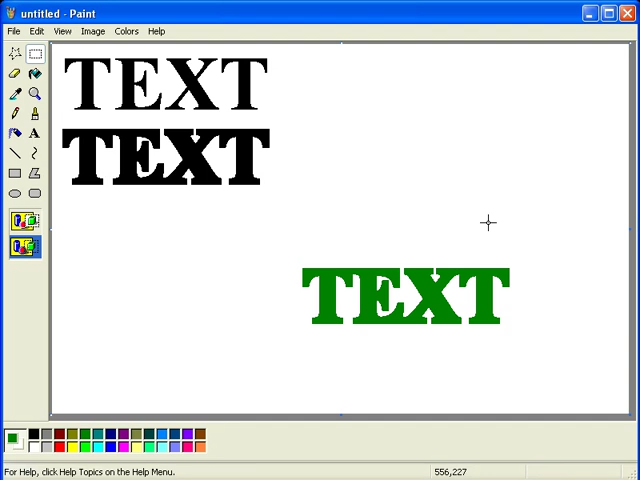 untitled - Paint
File Edit View Image Colors Help
TEXT
TEXT
TEXT
A
For Help, click Help Topics on the Help Menu.
556,227